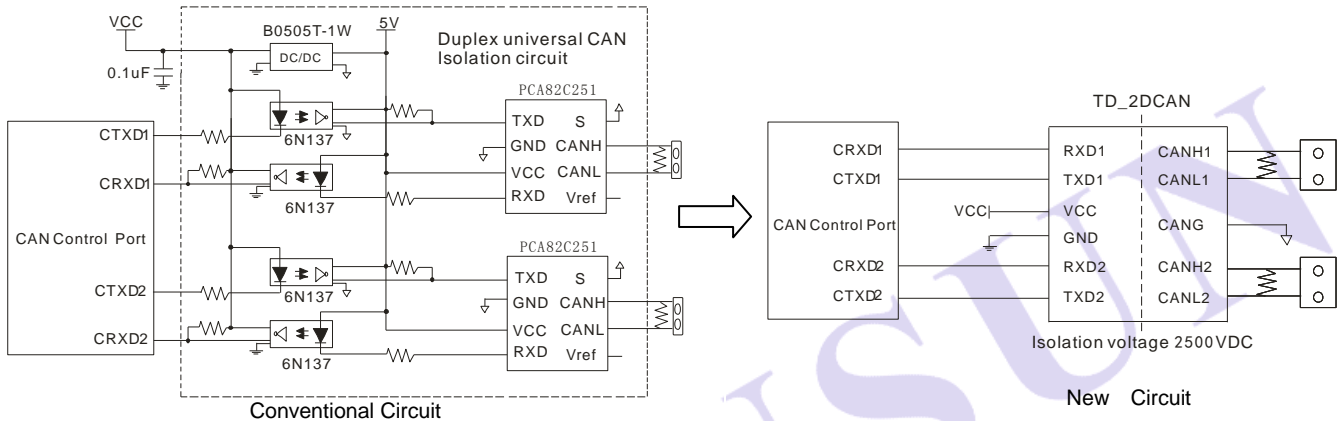 VCC
B0505T-1W
5V
DC/DC
0.1uF
Duplex universal CAN
Isolation circuit
PCA82C251
TXD S
GND CANH
VCC CANL
RXD Vref
6N137
6N137
CTXD1
CRXD1
CAN Control Port
CTXD2
CRXD2
PCA82C251
TXD S
GND CANH
VCC CANL
RXD Vref
6N137
6N137
Conventional Circuit
TD_2DCAN
CRXD1
CTXD1
CAN Control Port
CRXD2
CTXD2
VCC
RXD1 CANH1
TXD1 CANL1
VCC
CANG
GND
RXD2 CANH2
TXD2 CANL2
Isolation voltage 2500VDC
New Circuit